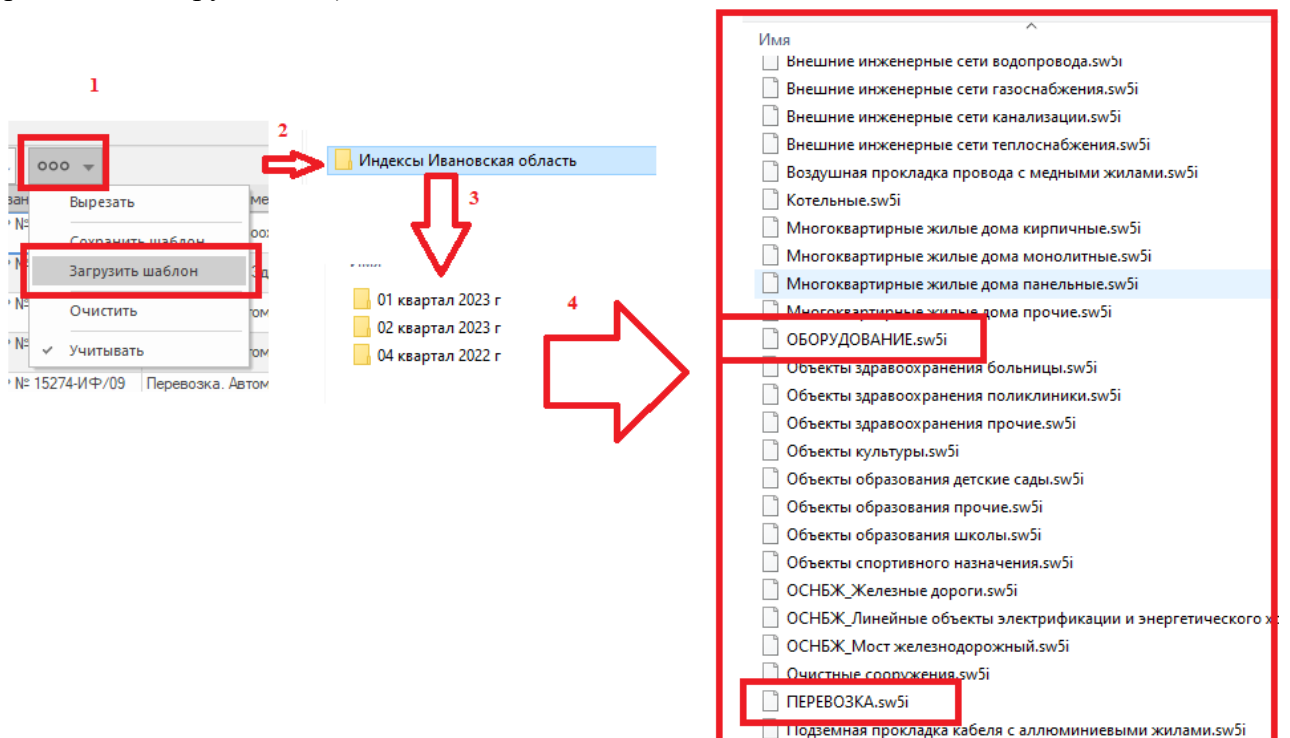 1
2
Вырезать
Сохранить шаблон
Загрузить шаблон
Очистить
Учитывать
№ 15274-ИФ/09 Перевозка. Автом
Индексы Ивановская область
3
01 квартал 2023 г
02 квартал 2023 г
04 квартал 2022 г
4
Имя
Внешние инженерные сети водопровода.sw5i
Внешние инженерные сети газоснабжения.sw5i
Внешние инженерные сети канализации.sw5i
Внешние инженерные сети теплоснабжения.sw5i
Воздушная прокладка провода с медными жилами.sw5i
Котельные.sw5i
Многоквартирные жилые дома кирпичные.sw5i
Многоквартирные жилые дома монолитные.sw5i
Многоквартирные жилые дома панельные.sw5i
Многоквартирные жилые дома прочие.sw5i
ОБОРУДОВАНИЕ.sw5i
Объекты здравоохранения больницы.sw5i
Объекты здравоохранения поликлиники.sw5i
Объекты здравоохранения прочие.sw5i
Объекты культуры.sw5i
Объекты образования детские сады.sw5i
Объекты образования прочие.sw5i
Объекты образования школы.sw5i
Объекты спортивного назначения.sw5i
ОСНБЖ_Железные дороги.sw5i
ОСНБЖ_Линейные объекты электрификации и энергетического
ОСНБЖ_Мост железнодорожный.sw5i
Очистные сооружения.sw5i
ПЕРЕВОЗКА.sw5i
Подземная прокладка кабеля с аллюминиевыми жилами.sw5i